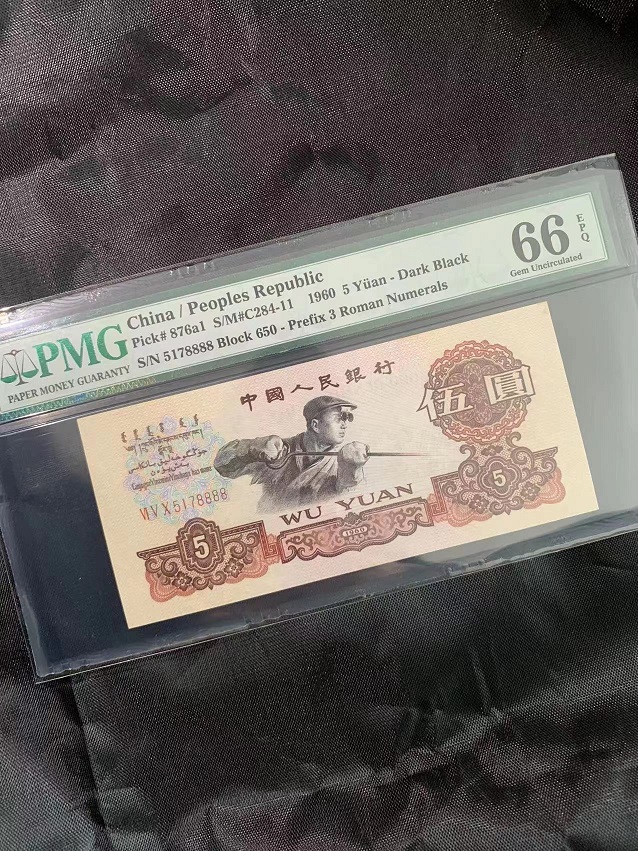 China / Peoples Republic
Pick# 876a1 S/M#C284-11 1960 5 Yüan - Dark Black
S/N 5178888 Block 650 - Prefix 3 Roman Numerals
66 EPQ
Gem Uncirculated
PMG
PAPER MONEY GUARANTY
中國人民銀行
伍圓
VI V X 5178888
5
WU YUAN
1960
5